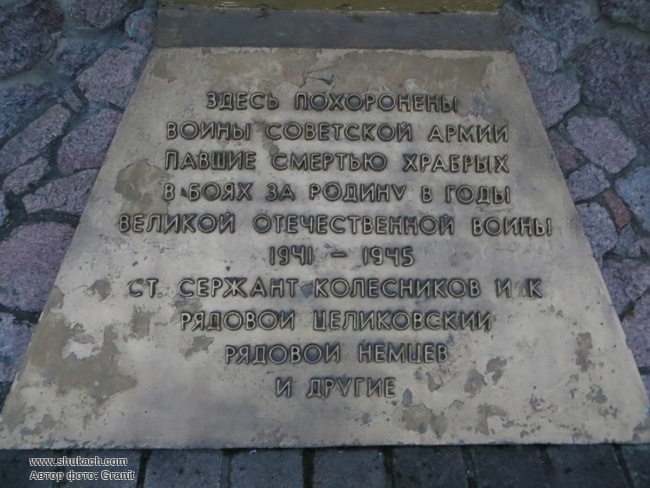 ЗДЕСЬ ПОХОРОНЕНЫ
ВОИНЫ СОВЕТСКОЙ АРМИИ
ПАВШИЕ СМЕРТЬЮ ХРАБРЫХ
В БОЯХ ЗА РОДИНУ В ГОДЫ
ВЕЛИКОЙ ОТЕЧЕСТВЕННОЙ ВОИНЫ
1941 – 1945
СТ. СЕРЖАНТ КОЛЕСНИКОВ И К
РЯДОВОЙ ЦЕЛИКОВСКИЙ
РЯДОВОЙ НЕМЦЕВ
И ДРУГИЕ
www.shukach.com
Автор фото: Granit